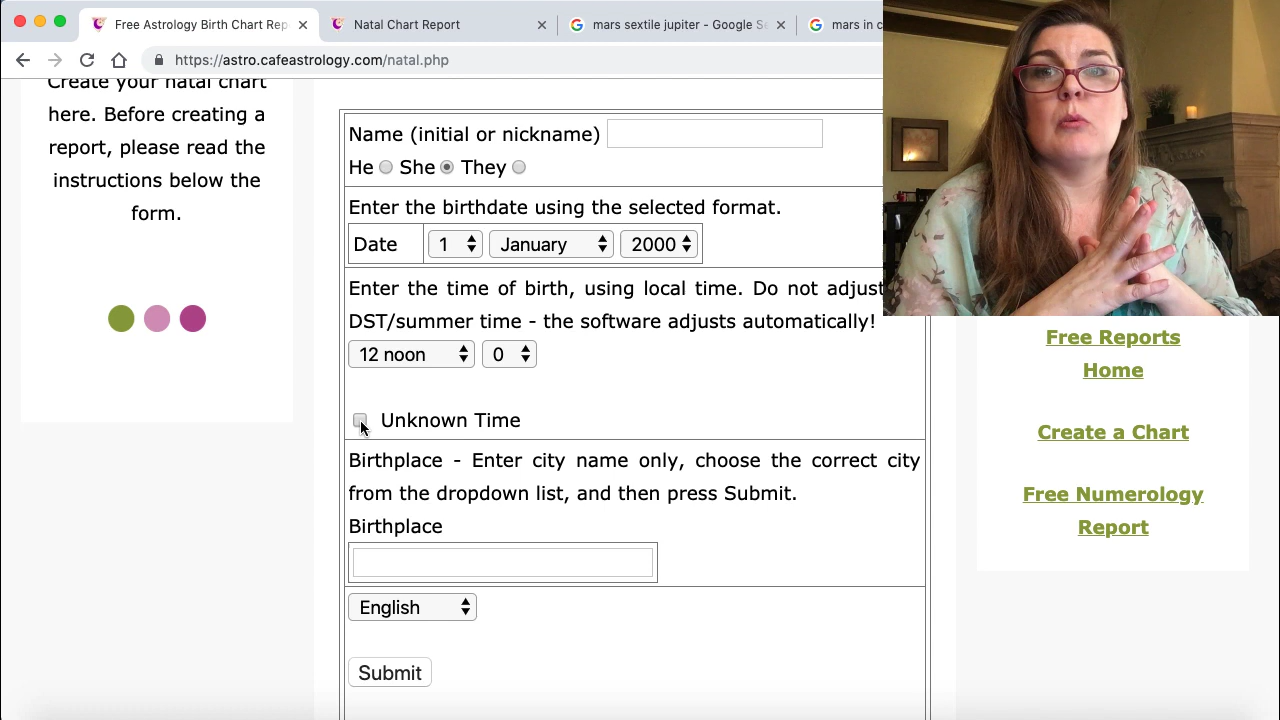 Free Astrology Birth Chart Rep
Natal Chart Report
mars sextile jupiter - Google Se
mars in c
https://astro.cafeastrology.com/natal.php
Create your natal chart
here. Before creating a
report, please read the
instructions below the
form.
Name (initial or nickname)
He She They
Enter the birthdate using the selected format.
Date 1 January 2000
Enter the time of birth, using local time. Do not adjust
DST/summer time - the software adjusts automatically!
12 noon 0
Unknown Time
Birthplace - Enter city name only, choose the correct city
from the dropdown list, and then press Submit.
Birthplace
English
Submit
Free Reports
Home
Create a Chart
Free Numerology
Report